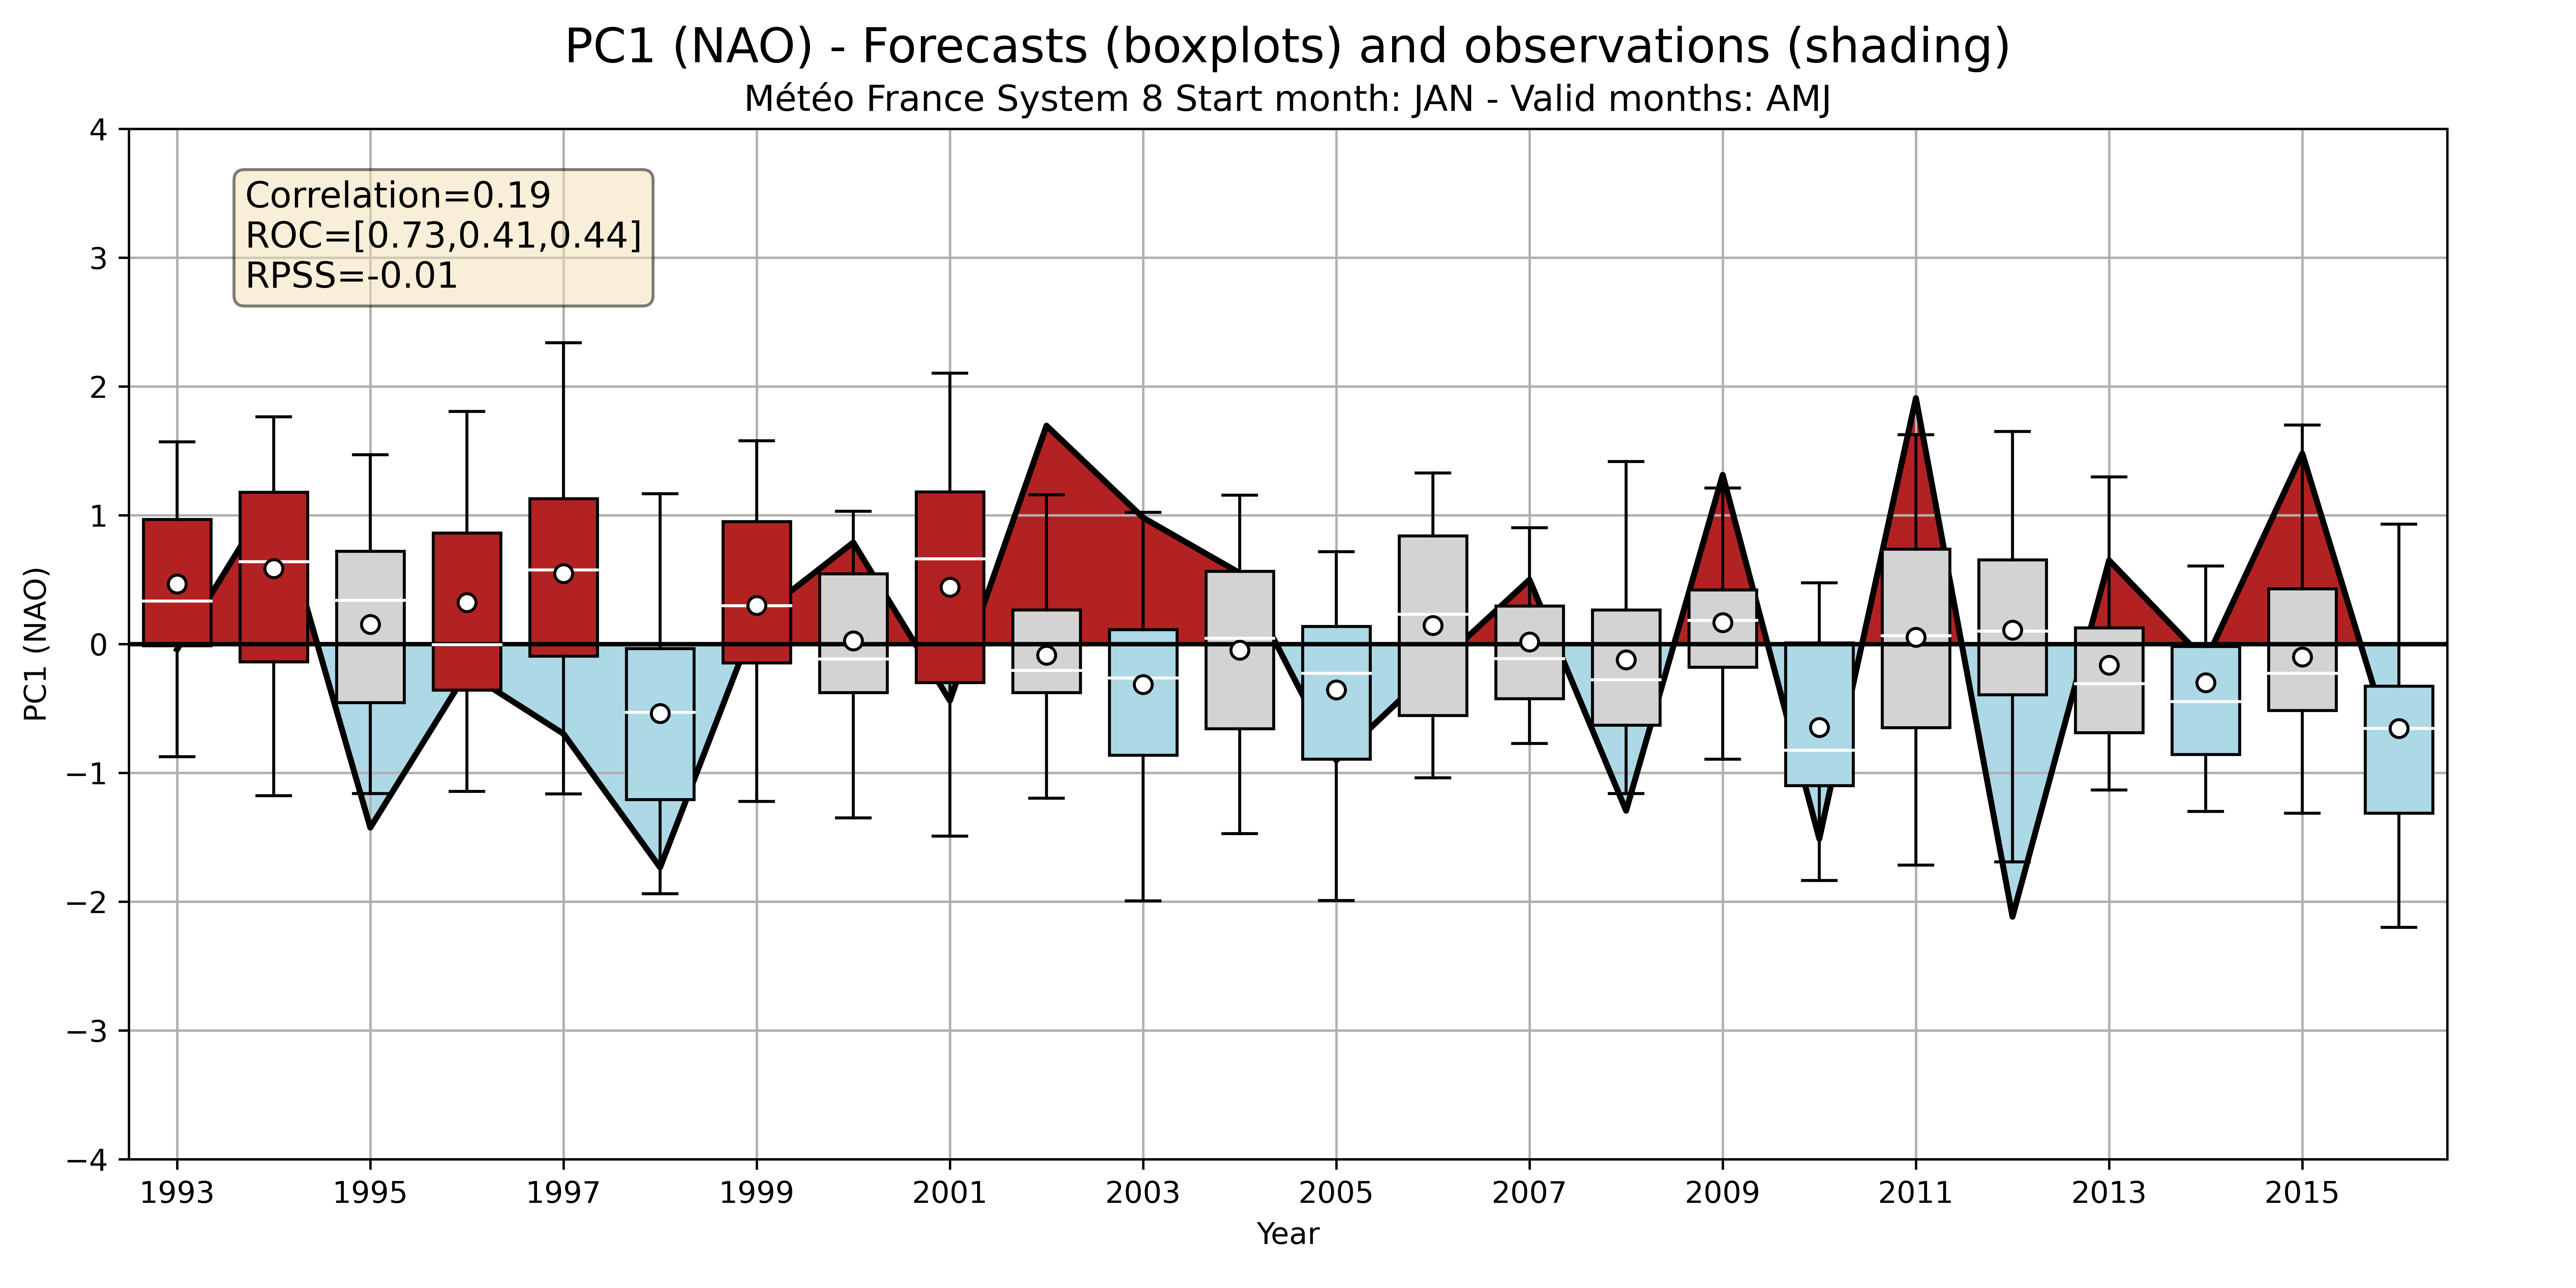 PC1 (NAO) - Forecasts (boxplots) and observations (shading)
Météo France System 8 Start month: JAN - Valid months: AMJ
Correlation=0.19
ROC=[0.73,0.41,0.44]
RPSS=-0.01
PC1 (NAO)
4
3
2
1
0
−1
−2
−3
−4
1993 1995 1997 1999 2001 2003 2005 2007 2009 2011 2013 2015
Year